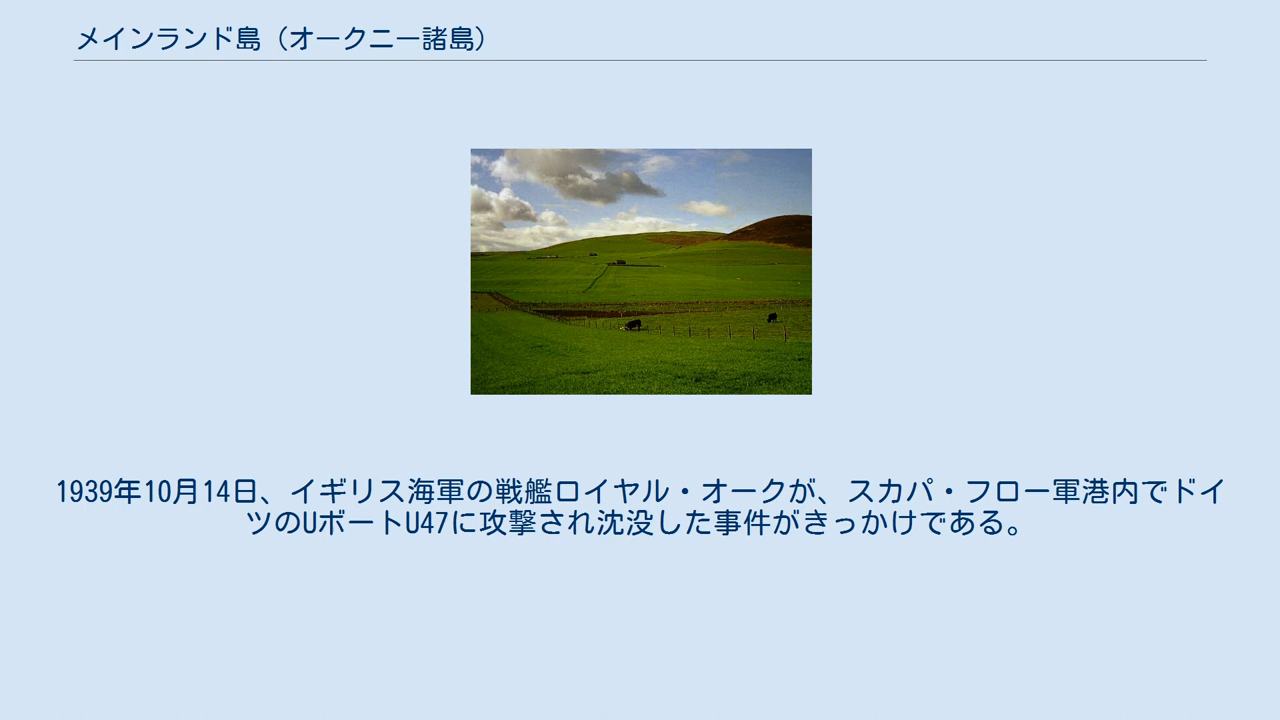 メインランド島（オークニー諸島）
1939年10月14日、イギリス海軍の戦艦ロイヤル・オークが、スカパ・フロー軍港内でドイ
ツのUボートU47に攻撃され沈没した事件がきっかけである。